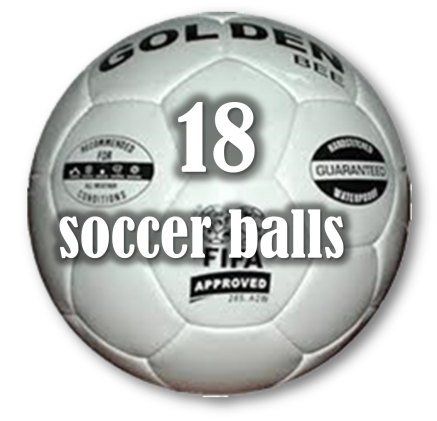 GOLDEN
BEE
18
RECOMMENDED
FOR
ALL WEATHER
CONDITIONS
HANDSTITCHED
GUARANTEED
WATERPROOF
soccer balls
FIFA
APPROVED